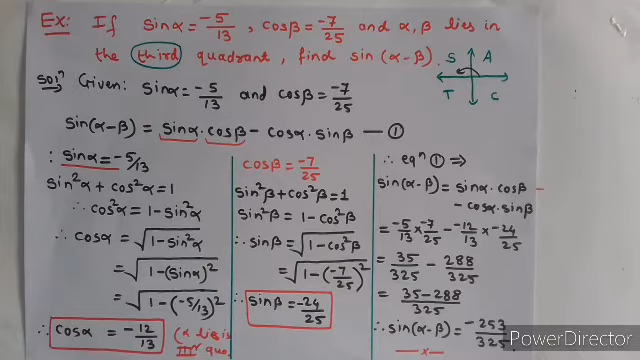 Ex: If sinα = -5/13, cosβ = -7/25 and α, β lies in
the third quadrant, find sin(α-β).
S A
T C
Solⁿ Given: sinα = -5/13 and cosβ = -7/25
sin(α-β) = sinα·cosβ - cosα·sinβ — ①
: sinα = -5/13
sin²α + cos²α = 1
∴ cos²α = 1 - sin²α
∴ cosα = √(1 - sin²α)
= √(1 - (sinα)²)
= √(1 - (-5/13)²)
∴ cosα = -12/13 (α lies is
III quo.
cosβ = -7/25
sin²β + cos²β = 1
sin²β = 1 - cos²β
∴ sinβ = √(1 - cos²β)
= √(1 - (-7/25)²)
∴ sinβ = -24/25
∴ eqⁿ ① ⇒
sin(α-β) = sinα·cosβ
- cosα·sinβ
= -5/13 × -7/25 - -12/13 × -24/25
= 35/325 - 288/325
= 35-288/325
∴ sin(α-β) = -253/325
—x—
PowerDirector